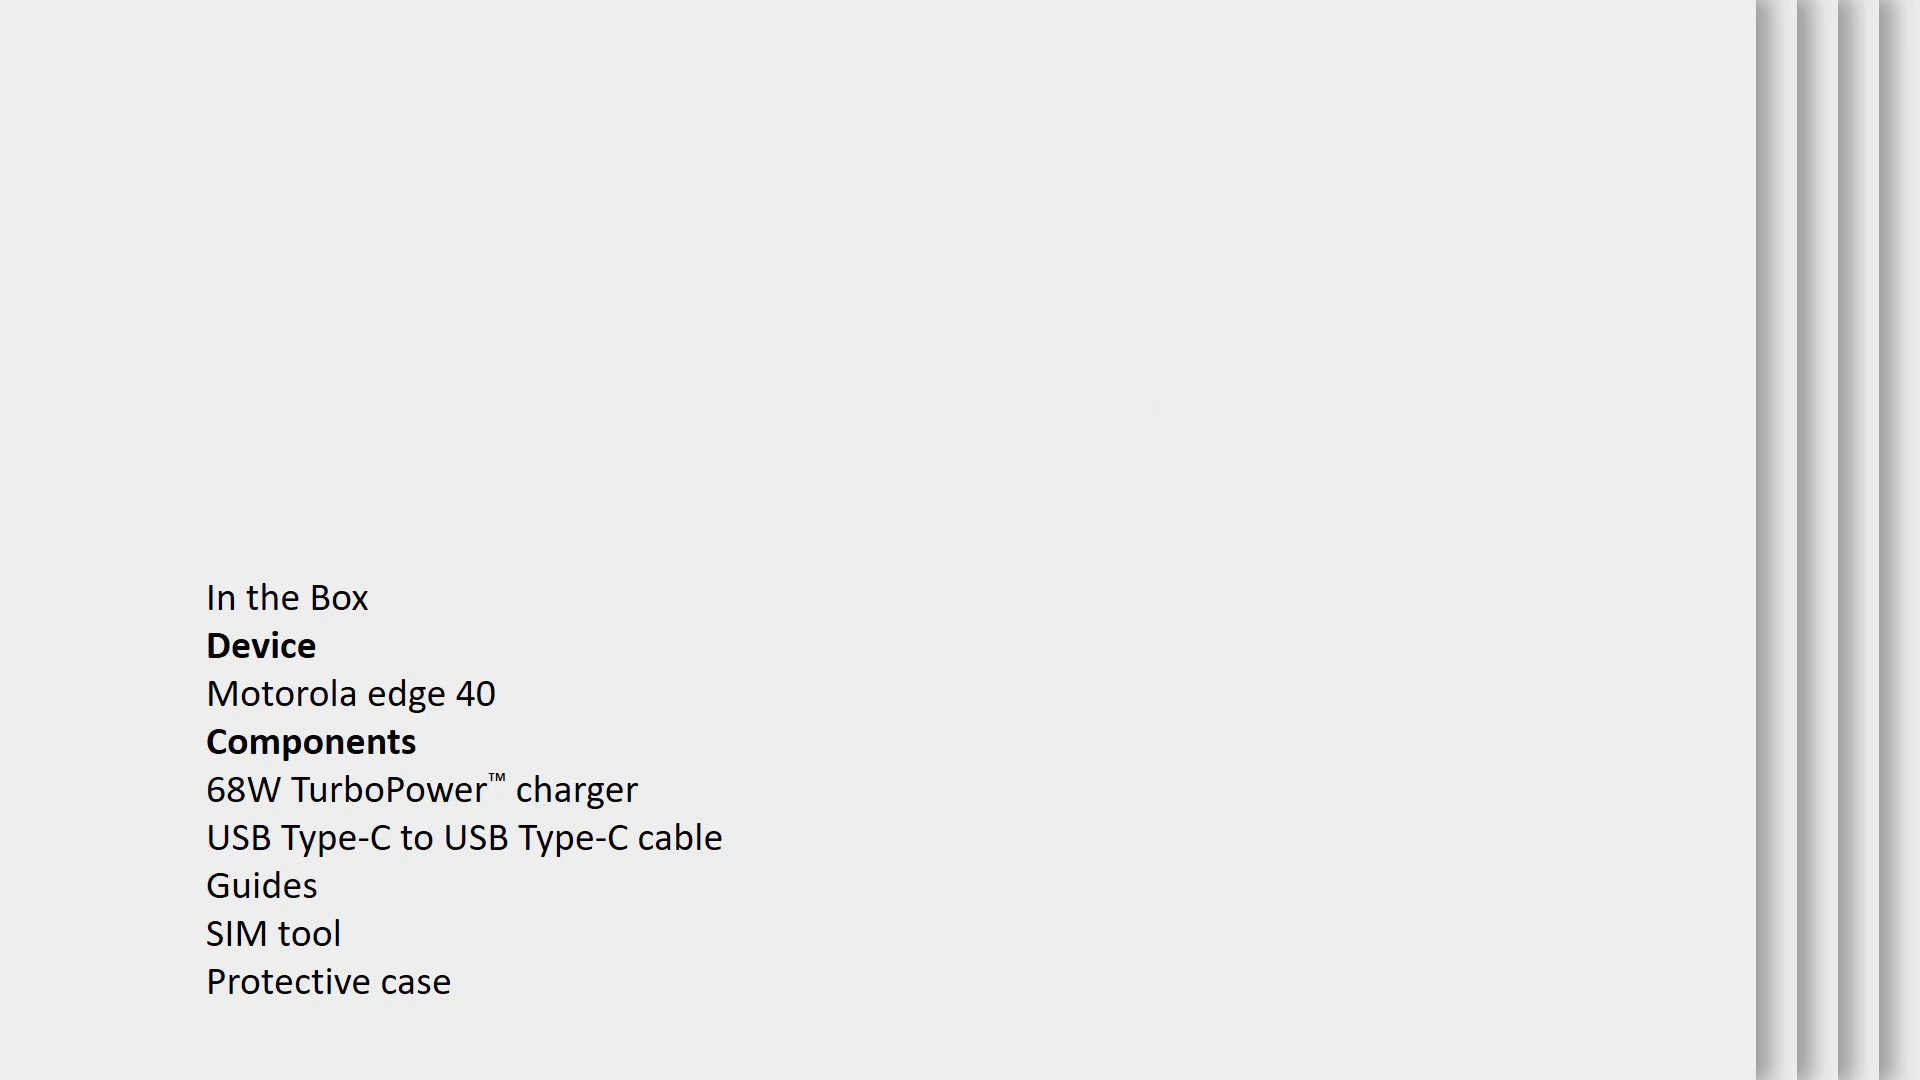 In the Box
Device
Motorola edge 40
Components
68W TurboPower™ charger
USB Type-C to USB Type-C cable
Guides
SIM tool
Protective case